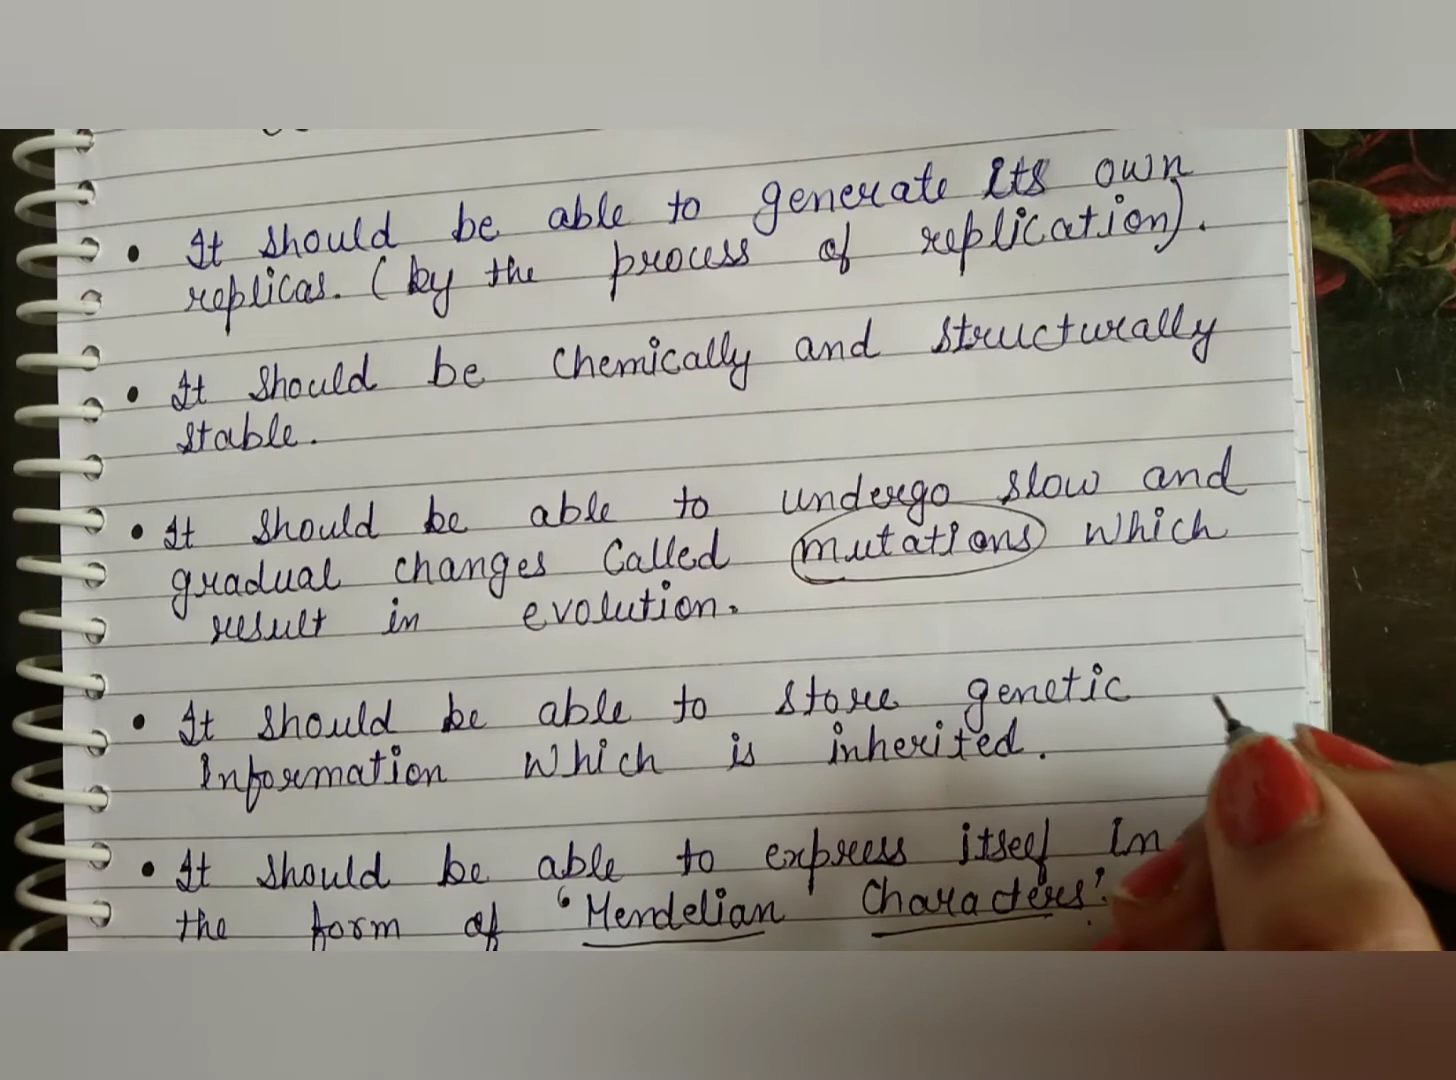 • It should be able to generate its own
replicas. (by the process of replication).
• It should be chemically and structurally
stable.
• It should be able to undergo slow and
gradual changes called mutations which
result in evolution.
• It should be able to store genetic
Information which is inherited.
• It should be able to express itself in
the form of 'Mendelian Characters'.